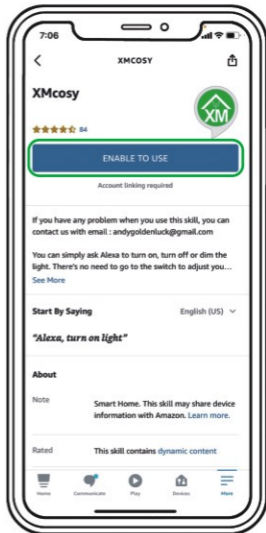 7:06
XMCOSY
XMcosy
XM
84
ENABLE TO USE
Account linking required
If you have any problem when you use this skill, you can
contact us with email : andygoldenluck@gmail.com
You can simply ask Alexa to turn on, turn off or dim the
light. There's no need to go to the switch to adjust you...
See More
Start By Saying English (US)
"Alexa, turn on light"
About
Note Smart Home. This skill may share device
information with Amazon. Learn more.
Rated This skill contains dynamic content
Home Communicate Play Devices More